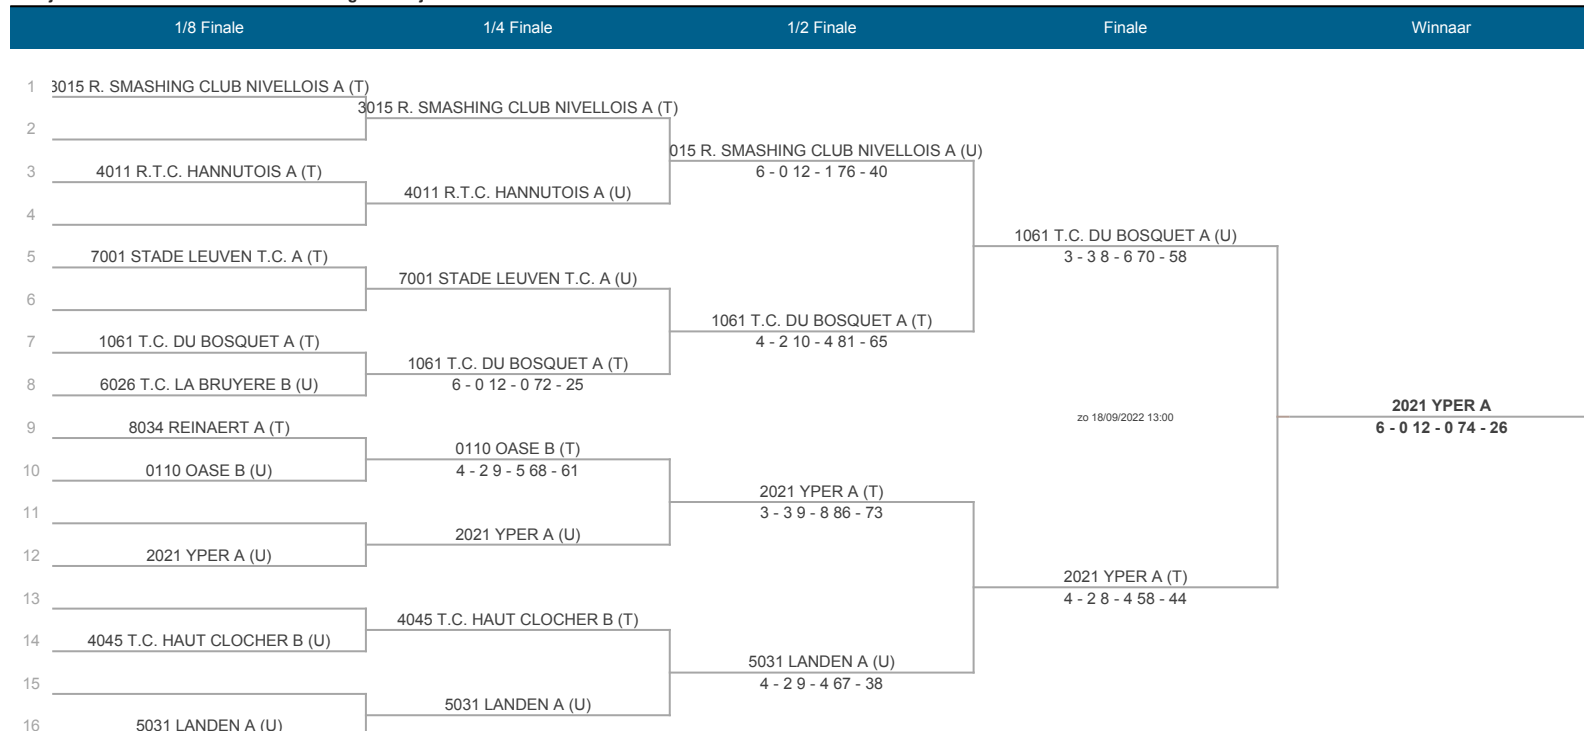 1/8 Finale 1/4 Finale 1/2 Finale Finale Winnaar
1 3015 R. SMASHING CLUB NIVELLOIS A (T)
3015 R. SMASHING CLUB NIVELLOIS A (T)
2
015 R. SMASHING CLUB NIVELLOIS A (U)
3 4011 R.T.C. HANNUTOIS A (T) 6 - 0 12 - 1 76 - 40
4011 R.T.C. HANNUTOIS A (U)
4
1061 T.C. DU BOSQUET A (U)
5 7001 STADE LEUVEN T.C. A (T) 3 - 3 8 - 6 70 - 58
7001 STADE LEUVEN T.C. A (U)
6
1061 T.C. DU BOSQUET A (T)
7 1061 T.C. DU BOSQUET A (T) 4 - 2 10 - 4 81 - 65
1061 T.C. DU BOSQUET A (T)
8 6026 T.C. LA BRUYERE B (U) 6 - 0 12 - 0 72 - 25
2021 YPER A
zo 18/09/2022 13:00
9 8034 REINAERT A (T) 6 - 0 12 - 0 74 - 26
0110 OASE B (T)
10 0110 OASE B (U) 4 - 2 9 - 5 68 - 61
2021 YPER A (T)
11 3 - 3 9 - 8 86 - 73
2021 YPER A (U)
12 2021 YPER A (U)
2021 YPER A (T)
13 4 - 2 8 - 4 58 - 44
4045 T.C. HAUT CLOCHER B (T)
14 4045 T.C. HAUT CLOCHER B (U)
5031 LANDEN A (U)
15 4 - 2 9 - 4 67 - 38
5031 LANDEN A (U)
16 5031 LANDEN A (U)